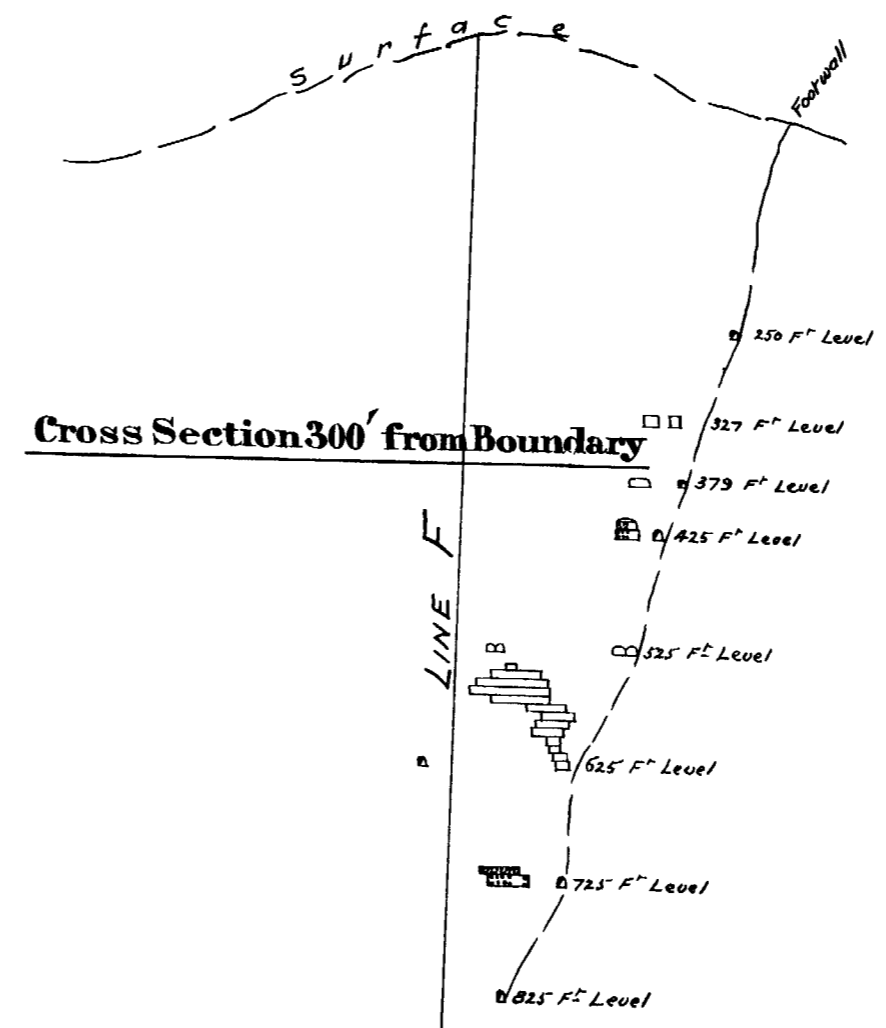 Surface
Footwall
250 Ft Level
Cross Section 300' from Boundary
327 Ft Level
379 Ft Level
425 Ft Level
LINE F
525 Ft Level
625 Ft Level
725 Ft Level
825 Ft Level